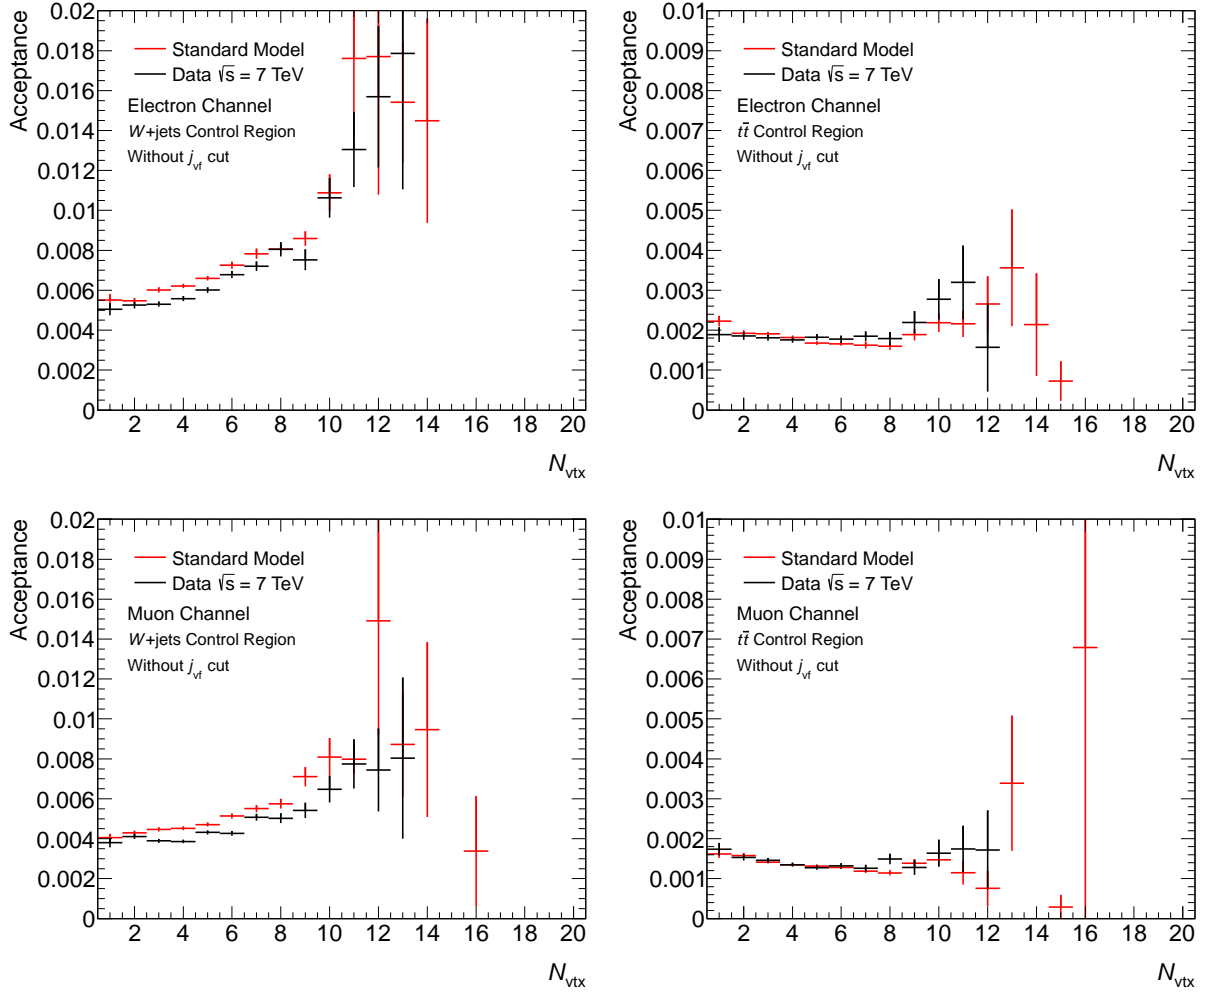 Acceptance
0.02
0.018
0.016
0.014
0.012
0.01
0.008
0.006
0.004
0.002
0
Standard Model
Data √s = 7 TeV
Electron Channel
W+jets Control Region
Without j_vf cut
2 4 6 8 10 12 14 16 18 20
N_vtx
Acceptance
0.01
0.009
0.008
0.007
0.006
0.005
0.004
0.003
0.002
0.001
0
Standard Model
Data √s = 7 TeV
Electron Channel
tt̄ Control Region
Without j_vf cut
2 4 6 8 10 12 14 16 18 20
N_vtx
Acceptance
0.02
0.018
0.016
0.014
0.012
0.01
0.008
0.006
0.004
0.002
0
Standard Model
Data √s = 7 TeV
Muon Channel
W+jets Control Region
Without j_vf cut
2 4 6 8 10 12 14 16 18 20
N_vtx
Acceptance
0.01
0.009
0.008
0.007
0.006
0.005
0.004
0.003
0.002
0.001
0
Standard Model
Data √s = 7 TeV
Muon Channel
tt̄ Control Region
Without j_vf cut
2 4 6 8 10 12 14 16 18 20
N_vtx